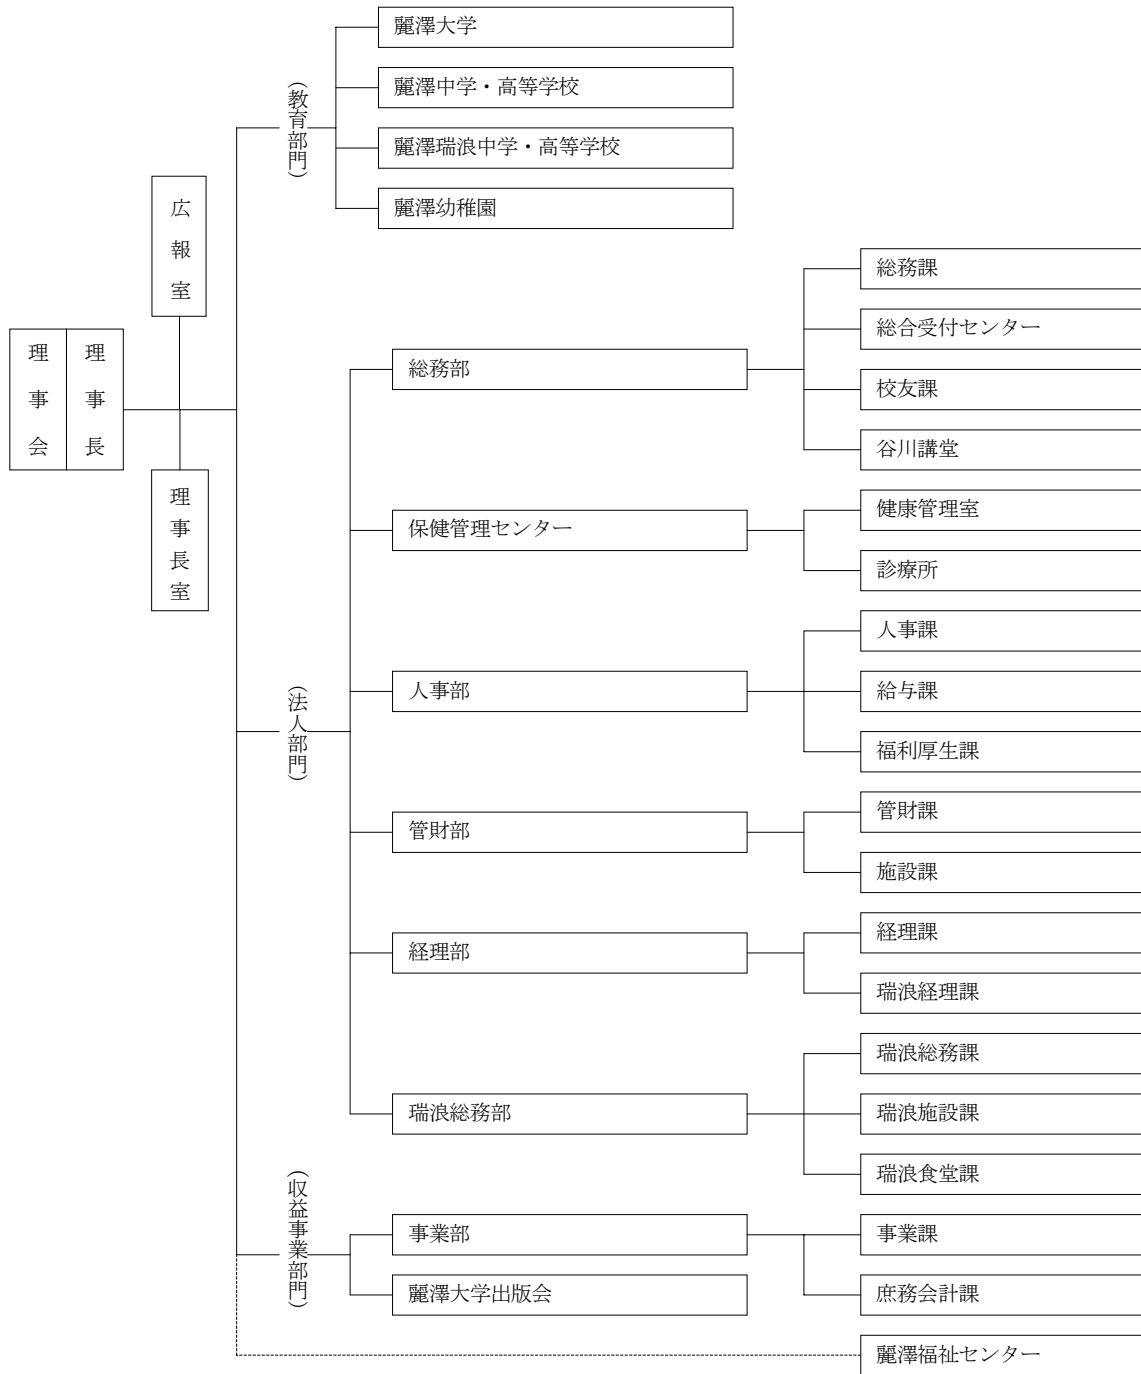 理事会
理事長
広報室
理事長室
(教育部門)
麗澤大学
麗澤中学・高等学校
麗澤瑞浪中学・高等学校
麗澤幼稚園
(法人部門)
総務部
総務課
総合受付センター
校友課
谷川講堂
保健管理センター
健康管理室
診療所
人事部
人事課
給与課
福利厚生課
管財部
管財課
施設課
経理部
経理課
瑞浪経理課
瑞浪総務部
瑞浪総務課
瑞浪施設課
瑞浪食堂課
(収益事業部門)
事業部
事業課
庶務会計課
麗澤大学出版会
麗澤福祉センター